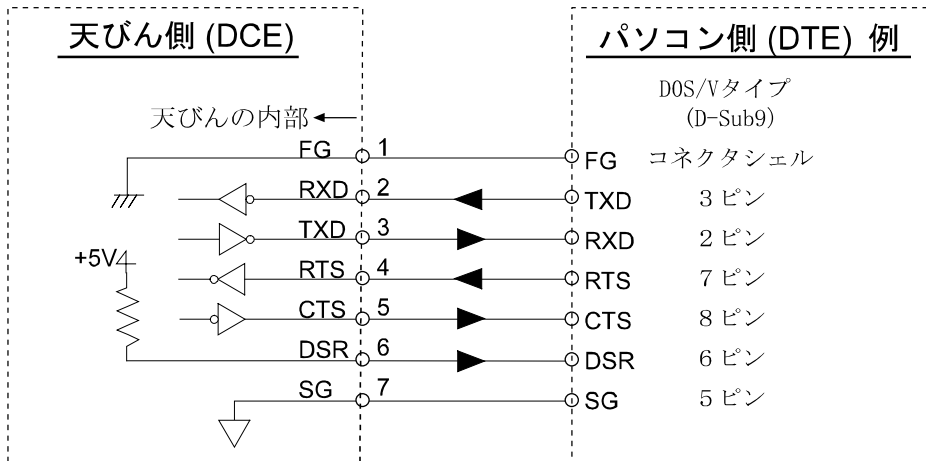 天びん側 (DCE)
パソコン側 (DTE) 例
DOS/Vタイプ
(D-Sub9)
天びんの内部
FG 1 FG コネクタシェル
RXD 2 TXD 3ピン
TXD 3 RXD 2ピン
+5V
RTS 4 RTS 7ピン
CTS 5 CTS 8ピン
DSR 6 DSR 6ピン
SG 7 SG 5ピン